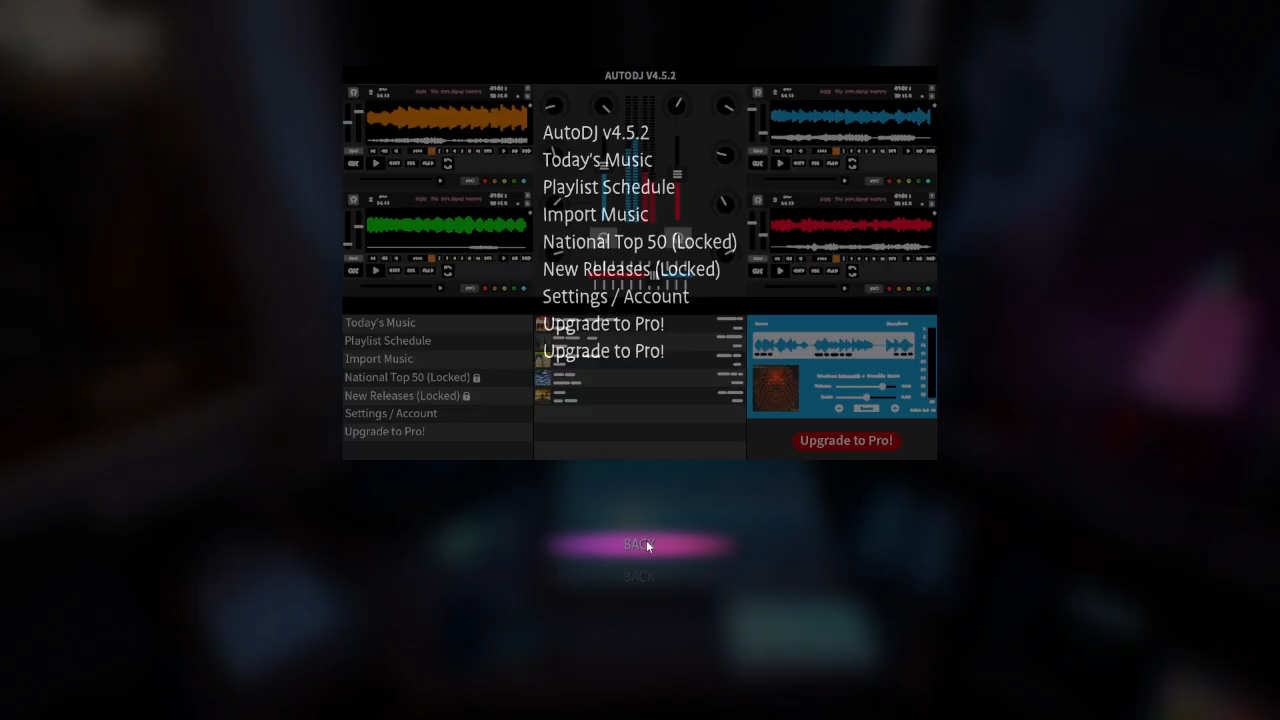 AUTODJ V4.5.2
AutoDJ v4.5.2
Today's Music
Playlist Schedule
Import Music
National Top 50 (Locked)
New Releases (Locked)
Settings / Account
Upgrade to Pro!
Upgrade to Pro!
Today's Music
Playlist Schedule
Import Music
National Top 50 (Locked)
New Releases (Locked)
Settings / Account
Upgrade to Pro!
Upgrade to Pro!
BACK
BACK